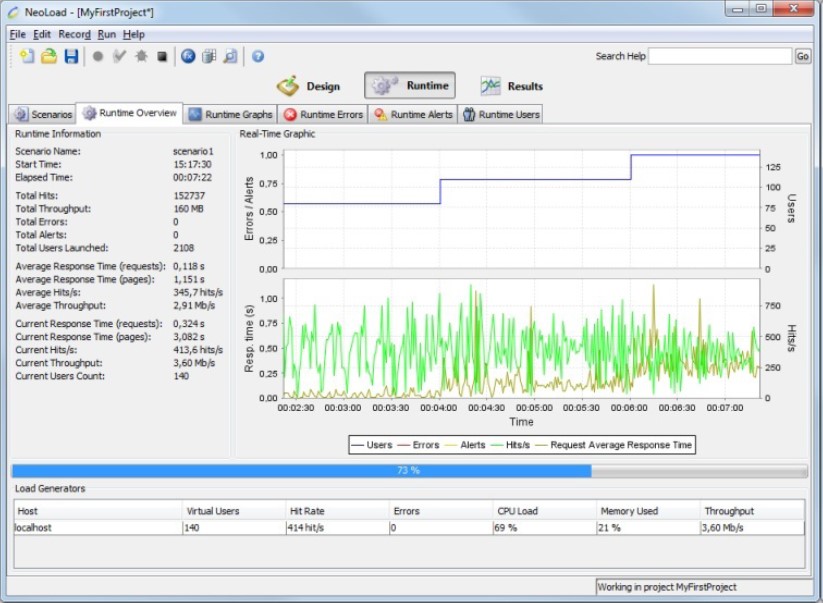 NeoLoad - [MyFirstProject*]
File Edit Record Run Help
Search Help Go
Design Runtime Results
Scenarios Runtime Overview Runtime Graphs Runtime Errors Runtime Alerts Runtime Users
Runtime Information
Scenario Name: scenario1
Start Time: 15:17:30
Elapsed Time: 00:07:22
Total Hits: 152737
Total Throughput: 160 MB
Total Errors: 0
Total Alerts: 0
Total Users Launched: 2108
Average Response Time (requests): 0,118 s
Average Response Time (pages): 1,151 s
Average Hits/s: 345,7 hits/s
Average Throughput: 2,91 Mb/s
Current Response Time (requests): 0,324 s
Current Response Time (pages): 3,082 s
Current Hits/s: 413,6 hits/s
Current Throughput: 3,60 Mb/s
Current Users Count: 140
Real-Time Graphic
Errors / Alerts
1,00
0,75
0,50
0,25
0,00
125
100
75
50
25
0
Users
Resp. time (s)
1,00
0,75
0,50
0,25
0,00
750
500
250
0
Hits/s
00:02:30 00:03:00 00:03:30 00:04:00 00:04:30 00:05:00 00:05:30 00:06:00 00:06:30 00:07:00
Time
Users Errors Alerts Hits/s Request Average Response Time
73 %
Load Generators
Host Virtual Users Hit Rate Errors CPU Load Memory Used Throughput
localhost 140 414 hit/s 0 69 % 21 % 3,60 Mb/s
Working in project MyFirstProject